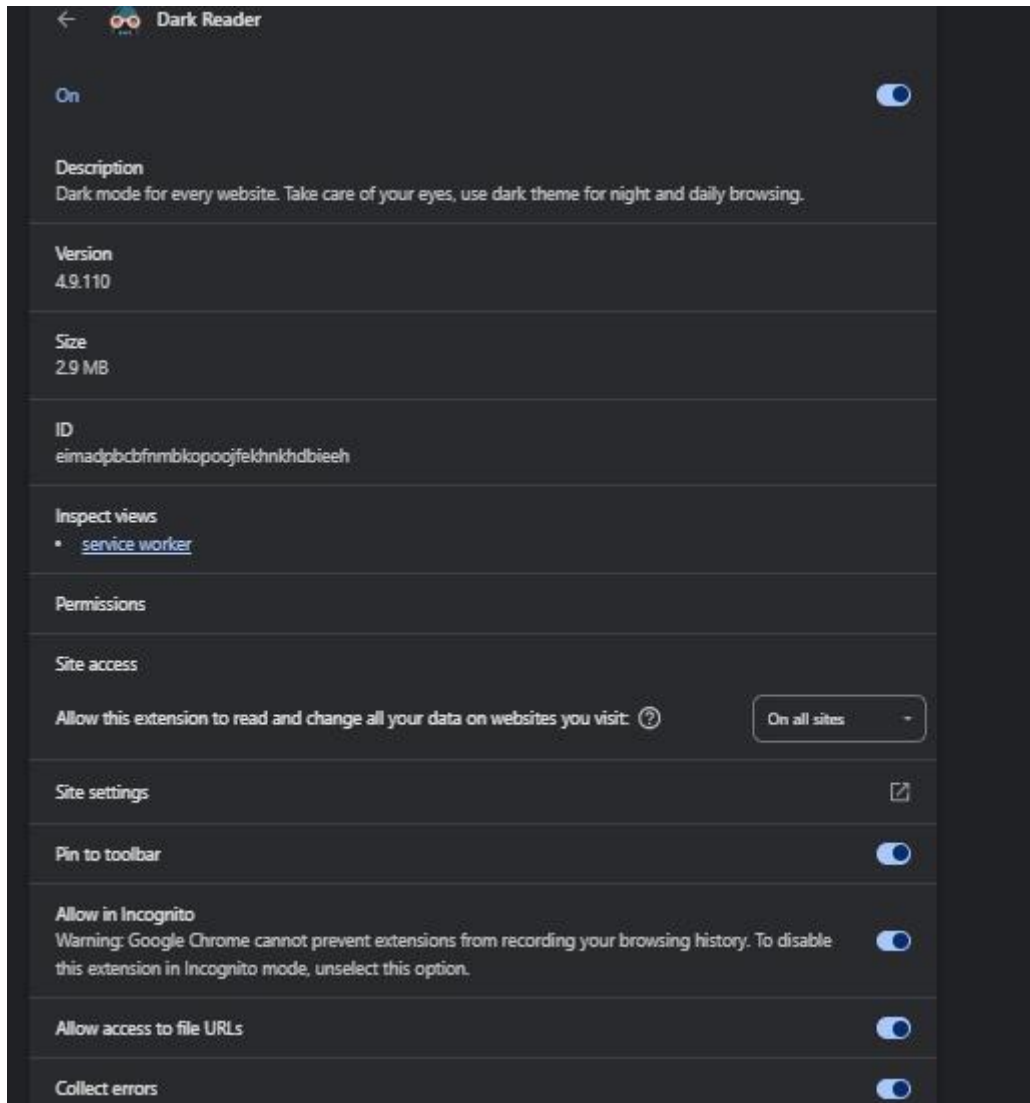 Dark Reader
On
Description
Dark mode for every website. Take care of your eyes, use dark theme for night and daily browsing.
Version
4.9.110
Size
2.9 MB
ID
eimadpbcbfnmbkopoojfekhnkhdbieeh
Inspect views
• service worker
Permissions
Site access
Allow this extension to read and change all your data on websites you visit: On all sites
Site settings
Pin to toolbar
Allow in Incognito
Warning: Google Chrome cannot prevent extensions from recording your browsing history. To disable
this extension in Incognito mode, unselect this option.
Allow access to file URLs
Collect errors